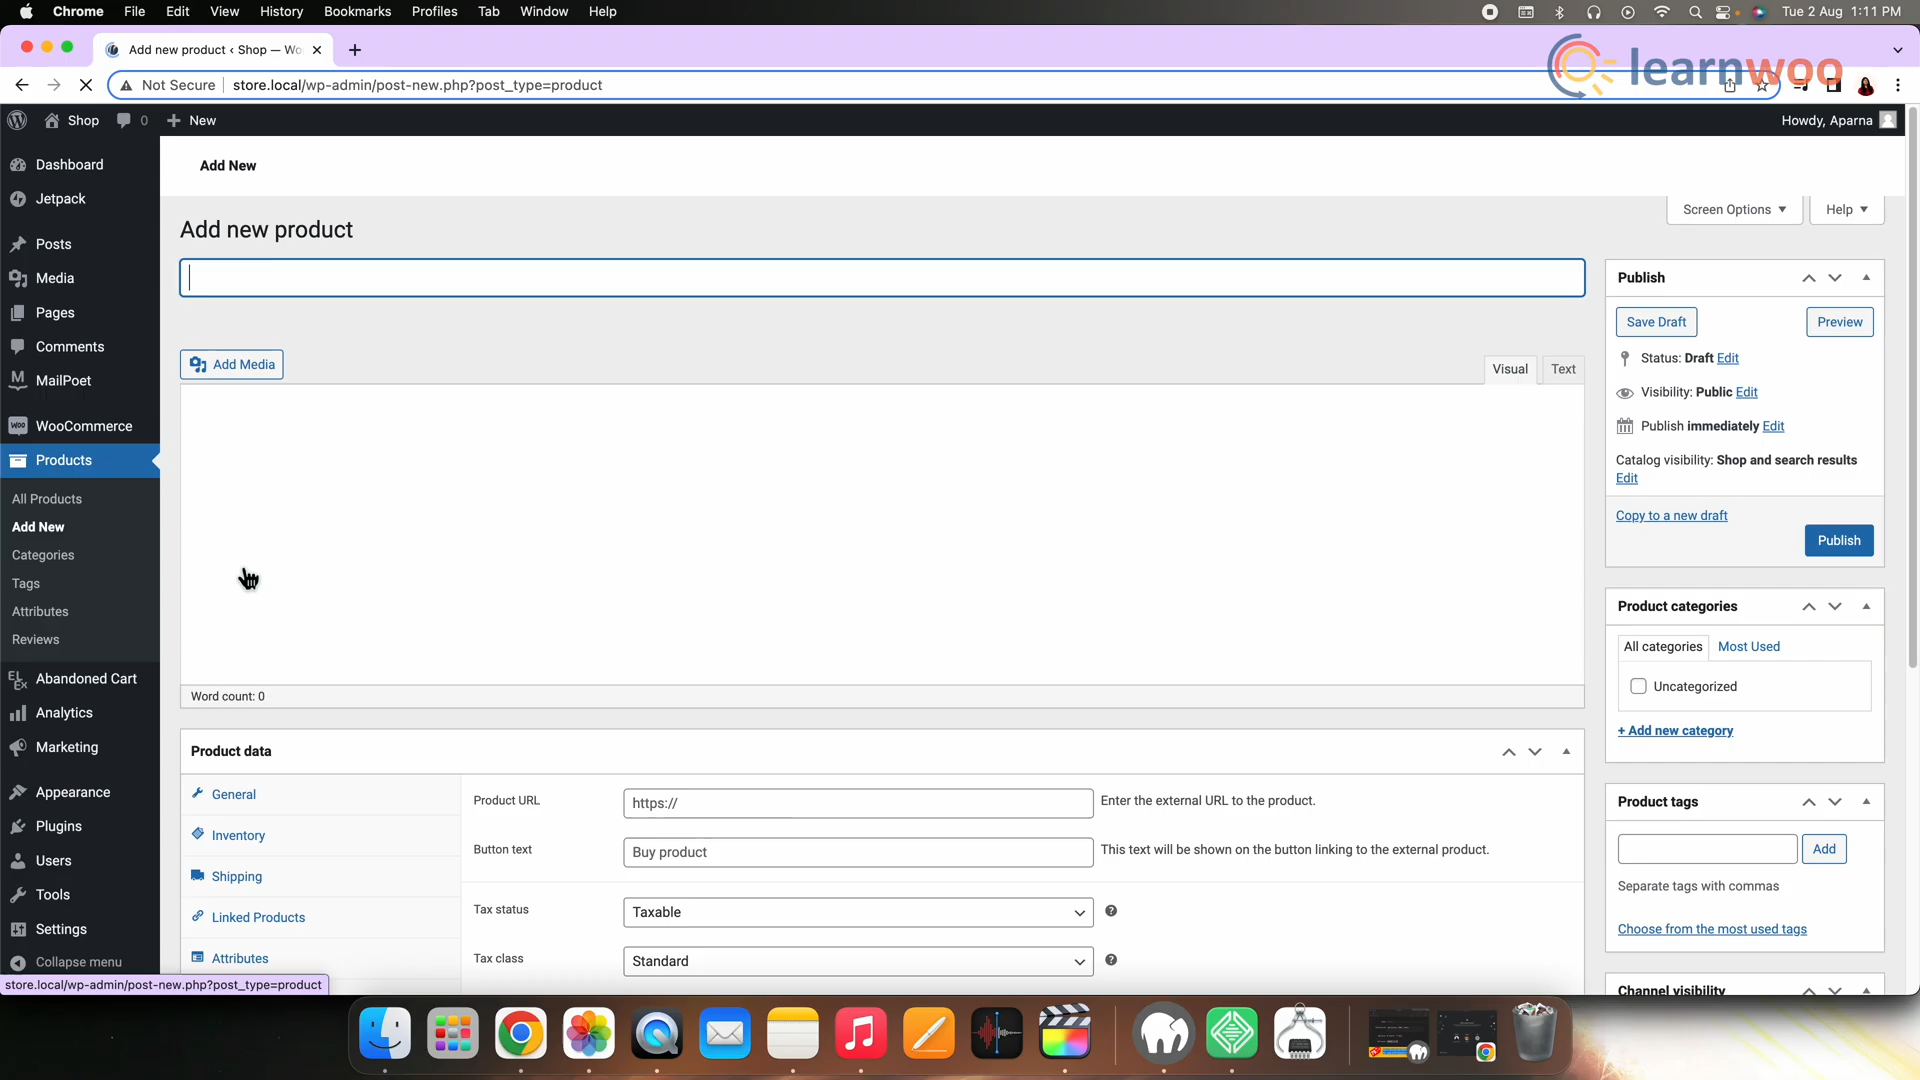 Chrome File Edit View History Bookmarks Profiles Tab Window Help
Tue 2 Aug 1:11 PM
Add new product ‹ Shop — Wo
learnwoo
Not Secure store.local/wp-admin/post-new.php?post_type=product
Shop 0 + New
Howdy, Aparna
Dashboard
Jetpack
Posts
Media
Pages
Comments
MailPoet
WooCommerce
Products
All Products
Add New
Categories
Tags
Attributes
Reviews
Abandoned Cart
Analytics
Marketing
Appearance
Plugins
Users
Tools
Settings
Collapse menu
store.local/wp-admin/post-new.php?post_type=product
Add New
Screen Options
Help
Add new product
Add Media
Visual Text
Word count: 0
Product data
General
Inventory
Shipping
Linked Products
Attributes
Product URL https:// Enter the external URL to the product.
Button text Buy product This text will be shown on the button linking to the external product.
Tax status Taxable
Tax class Standard
Publish
Save Draft Preview
Status: Draft Edit
Visibility: Public Edit
Publish immediately Edit
Catalog visibility: Shop and search results
Edit
Copy to a new draft
Publish
Product categories
All categories Most Used
Uncategorized
+ Add new category
Product tags
Add
Separate tags with commas
Choose from the most used tags
Channel visibility